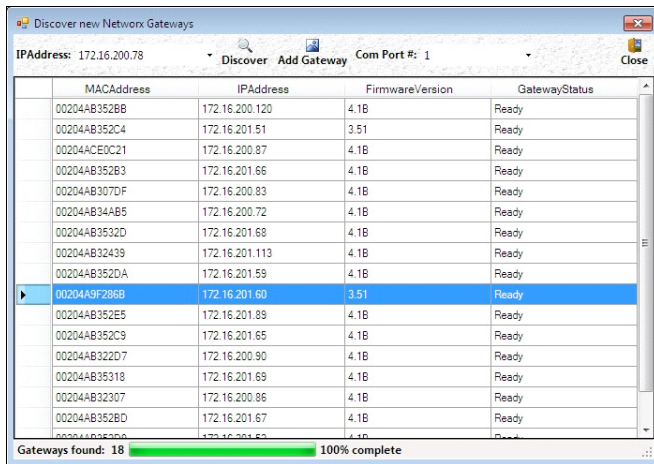 Discover new Networx Gateways
IPAddress: 172.16.200.78 Discover Add Gateway Com Port #: 1 Close
MACAddress IPAddress FirmwareVersion GatewayStatus
00204AB352BB 172.16.200.120 4.1B Ready
00204AB352C4 172.16.201.51 3.51 Ready
00204ACE0C21 172.16.200.87 4.1B Ready
00204AB352B3 172.16.201.66 4.1B Ready
00204AB307DF 172.16.200.83 4.1B Ready
00204AB34AB5 172.16.200.72 4.1B Ready
00204AB3532D 172.16.201.68 4.1B Ready
00204AB32439 172.16.201.113 4.1B Ready
00204AB352DA 172.16.201.59 4.1B Ready
00204A9F286B 172.16.201.60 3.51 Ready
00204AB352E5 172.16.201.89 4.1B Ready
00204AB352C9 172.16.201.65 4.1B Ready
00204AB322D7 172.16.200.90 4.1B Ready
00204AB35318 172.16.201.69 4.1B Ready
00204AB32307 172.16.200.86 4.1B Ready
00204AB352BD 172.16.201.67 4.1B Ready
4.1B Ready
Gateways found: 18 100% complete